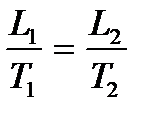 L₁/T₁ = L₂/T₂